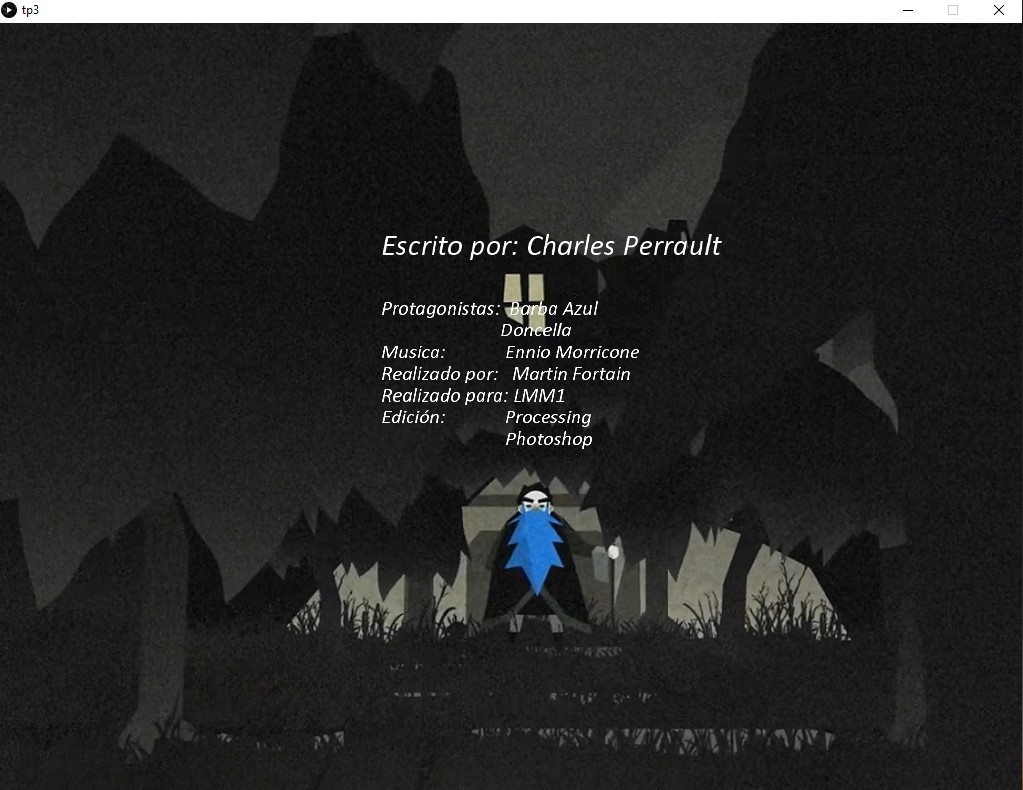 tp3
Escrito por: Charles Perrault
Protagonistas: Barba Azul
Doncella
Musica: Ennio Morricone
Realizado por: Martin Fortain
Realizado para: LMM1
Edición: Processing
Photoshop